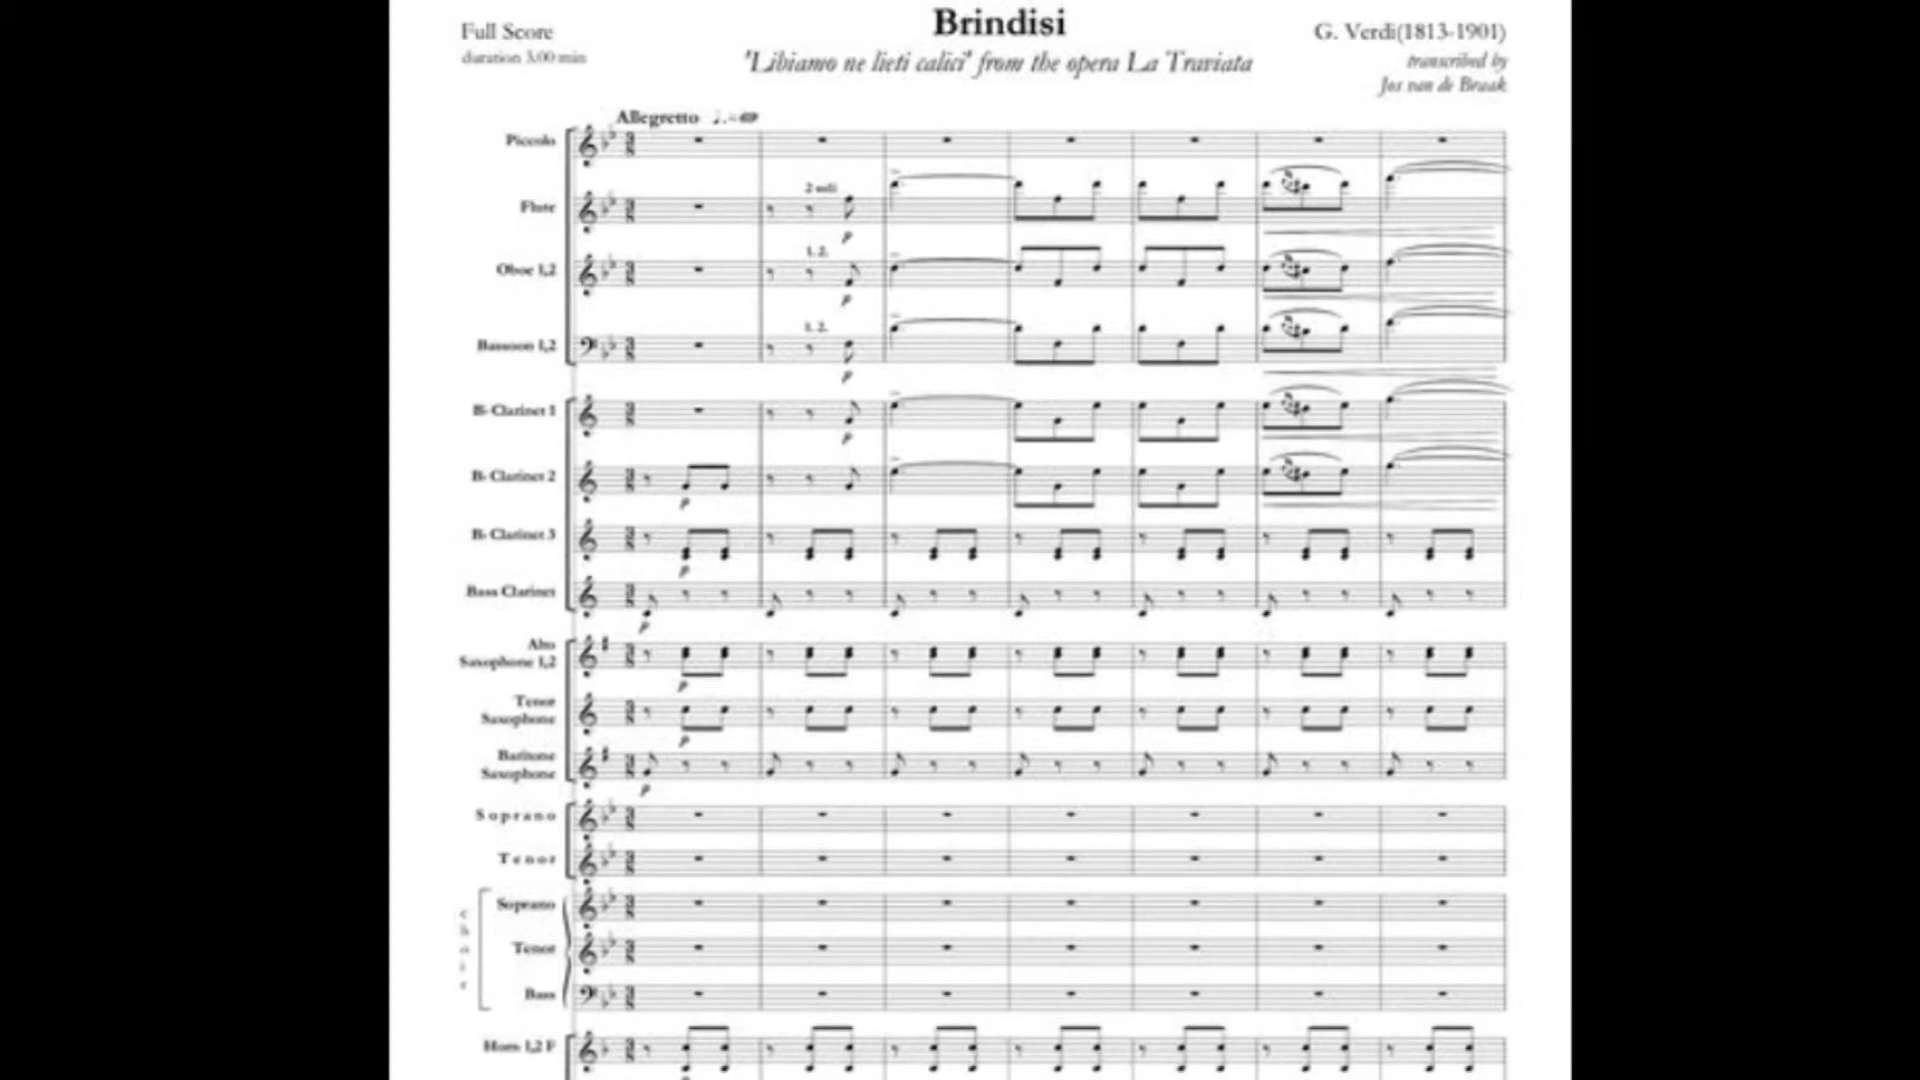 Brindisi
Full Score
G. Verdi(1813-1901)
duration 3.00 min
"Libiamo ne lieti calici" from the opera La Traviata
transcribed by
Jos van de Braak
Allegretto
Piccolo
2 soli
Flute
p
1. 2.
Oboe 1,2
p
1. 2.
Bassoon 1,2
p
B♭ Clarinet 1
p
B♭ Clarinet 2
p
B♭ Clarinet 3
p
Bass Clarinet
p
Alto
Saxophone 1,2
p
Tenor
Saxophone
p
Baritone
Saxophone
p
Soprano
Tenor
Soprano
Tenor
Bass
Horn 1,2 F